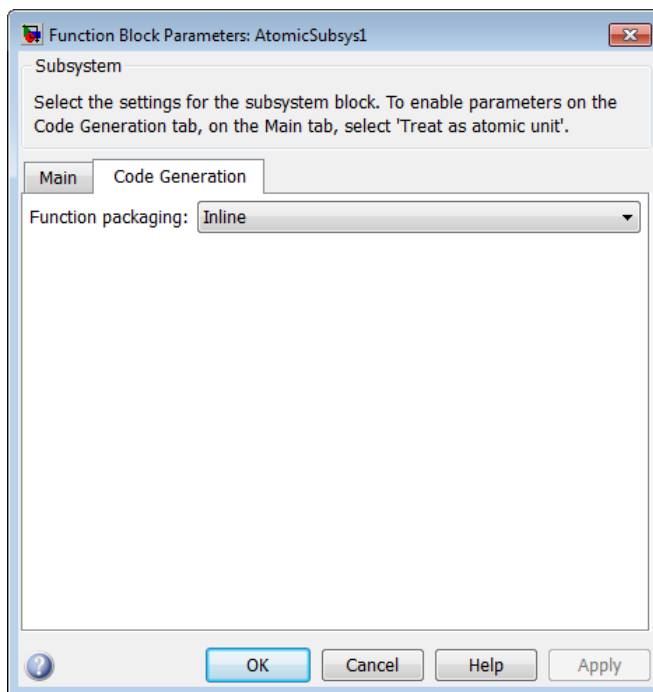 Function Block Parameters: AtomicSubsys1
Subsystem
Select the settings for the subsystem block. To enable parameters on the
Code Generation tab, on the Main tab, select 'Treat as atomic unit'.
Main Code Generation
Function packaging: Inline
OK Cancel Help Apply